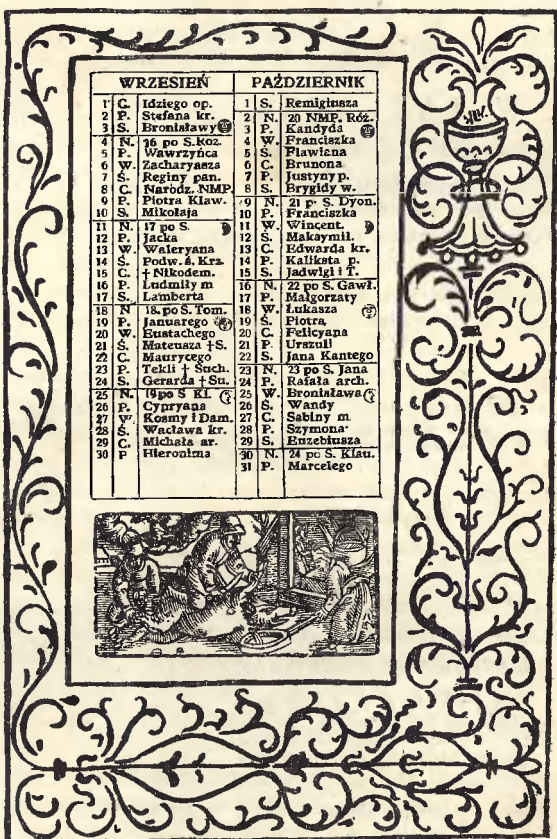 WRZESIEŃ
1 C. Idziego op.
2 P. Stefana kr.
3 S. Bronisławy
4 N. 16 po S. Roz.
5 P. Wawrzyńca
6 W. Zacharyasza
7 Ś. Reginy pan.
8 C. Narodz. NMP.
9 P. Piotra Klaw.
10 S. Mikołaja
11 N. 17 po S.
12 P. Jacka
13 W. Waleryana
14 Ś. Podw. ś. Krz.
15 C. † Nikodem.
16 P. Ludmiły m
17 S. Lamberta
18 N 18. po S. Tom.
19 P. Januarego
20 W. Eustachego
21 Ś. Mateusza †S.
22 C. Maurycego
23 P. Tekli † Such.
24 S. Gerarda †Su.
25 N. 19 po S Kl.
26 P. Cypryana
27 W. Kosmy i Dam.
28 Ś. Wacława kr.
29 C. Michała ar.
30 P Hieronima
PAŹDZIERNIK
1 S. Remigiusza
2 N. 20 NMP. Róż.
3 P. Kandyda
4 W. Franciszka
5 Ś. Flawiana
6 C. Brunona
7 P. Justyny p.
8 S. Brygidy w.
9 N. 21 p. S. Dyon.
10 P. Franciszka
11 W. Wincent.
12 Ś. Maksymil.
13 C. Edwarda kr.
14 P. Kaliksta p.
15 S. Jadwigi i T.
16 N. 22 po S. Gawł.
17 P. Małgorzaty
18 W. Łukasza
19 Ś. Piotra
20 C. Felicyana
21 P. Urszuli
22 S. Jana Kantego
23 N. 23 po S. Jana
24 P. Rafała arch.
25 W. Bronisława
26 Ś. Wandy
27 C. Sabiny m
28 P. Szymona
29 S. Euzebiusza
30 N. 24 po S. Klau.
31 P. Marcelego